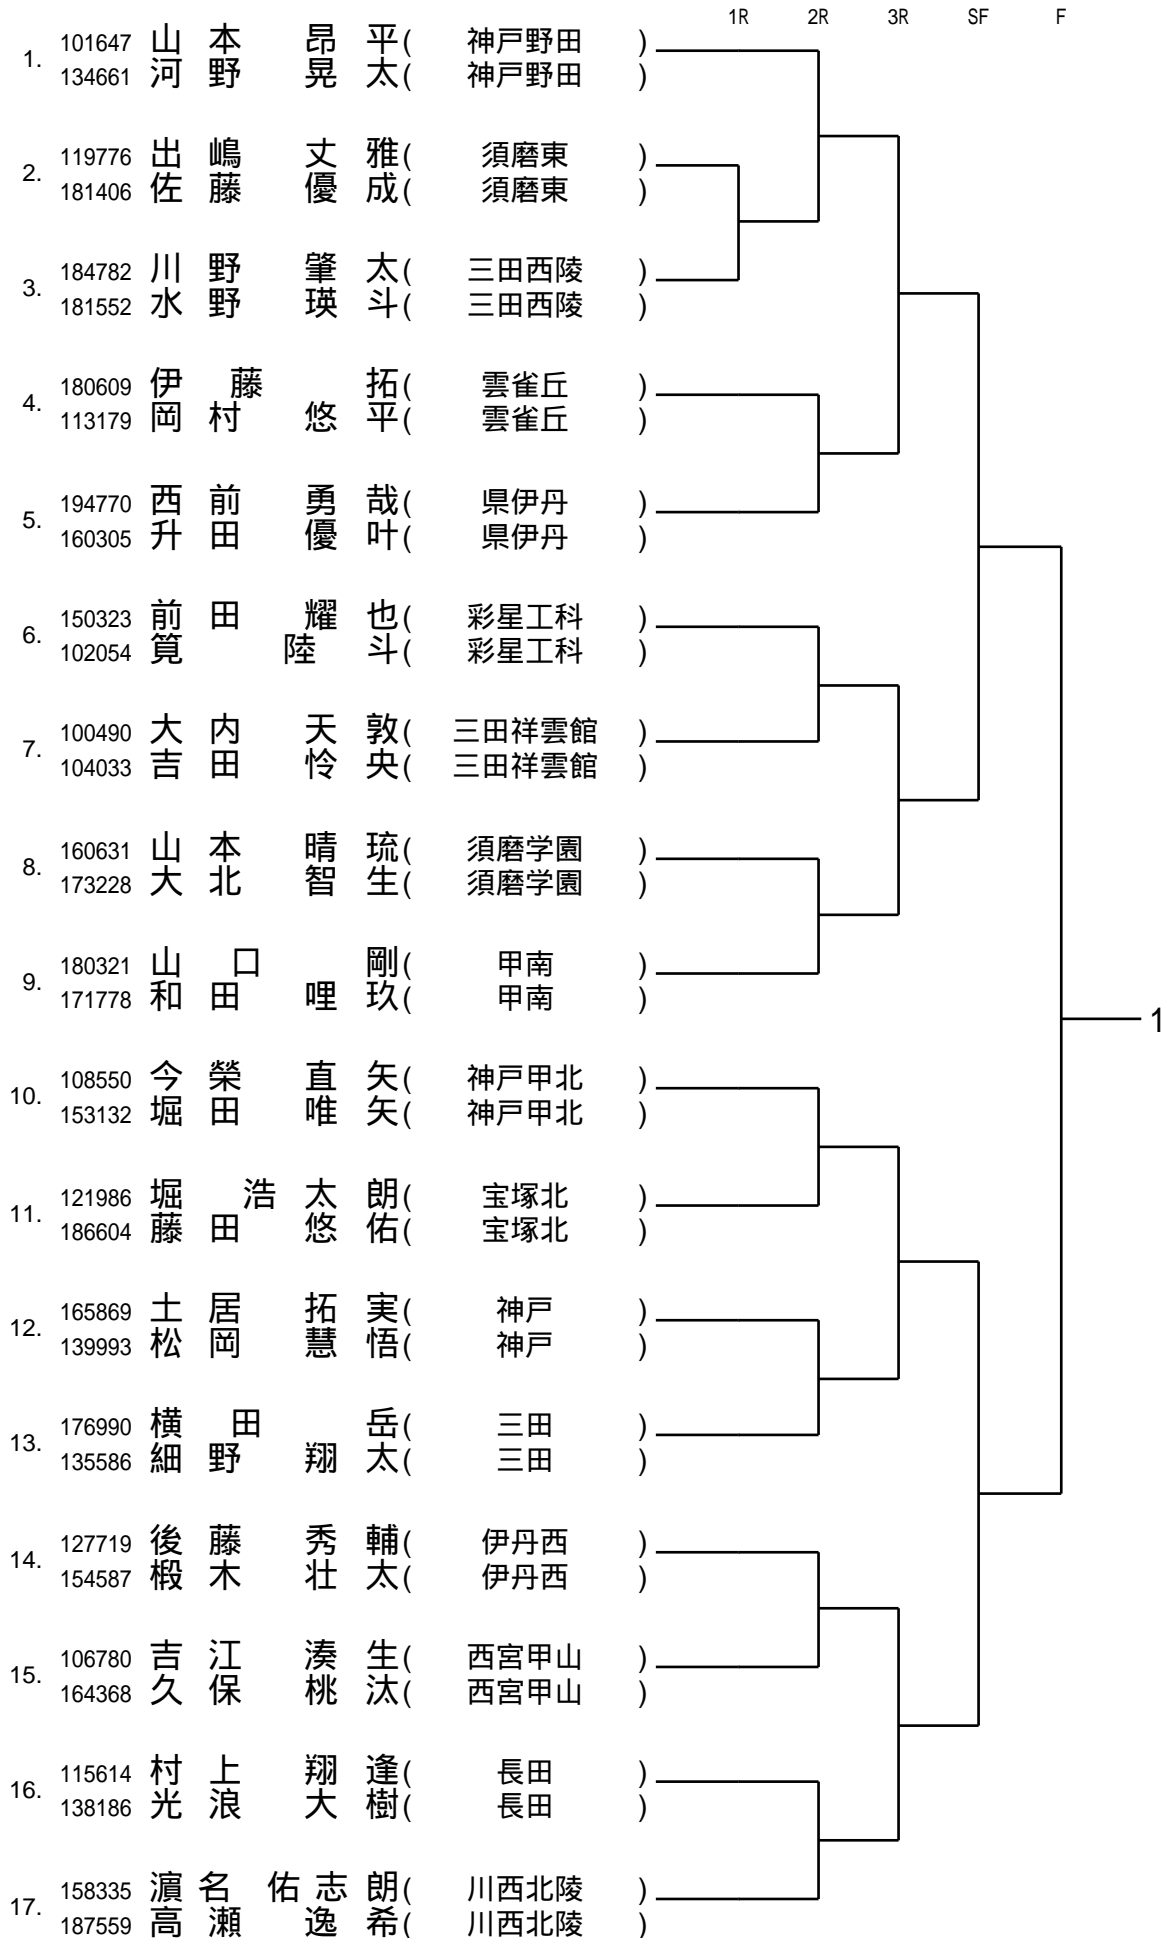 1R 2R 3R SF F
1. 101647 山本 昂平( 神戸野田 )
134661 河野 晃太( 神戸野田 )
2. 119776 出嶋 丈雅( 須磨東 )
181406 佐藤 優成( 須磨東 )
3. 184782 川野 肇太( 三田西陵 )
181552 水野 瑛斗( 三田西陵 )
4. 180609 伊藤 拓( 雲雀丘 )
113179 岡村 悠平( 雲雀丘 )
5. 194770 西前 勇哉( 県伊丹 )
160305 升田 優叶( 県伊丹 )
6. 150323 前田 耀也( 彩星工科 )
102054 筧 陸斗( 彩星工科 )
7. 100490 大内 天敦( 三田祥雲館 )
104033 吉田 怜央( 三田祥雲館 )
8. 160631 山本 晴琉( 須磨学園 )
173228 大北 智生( 須磨学園 )
9. 180321 山口 剛( 甲南 )
171778 和田 哩玖( 甲南 )
1
10. 108550 今榮 直矢( 神戸甲北 )
153132 堀田 唯矢( 神戸甲北 )
11. 121986 堀 浩太朗( 宝塚北 )
186604 藤田 悠佑( 宝塚北 )
12. 165869 土居 拓実( 神戸 )
139993 松岡 慧悟( 神戸 )
13. 176990 横田 岳( 三田 )
135586 細野 翔太( 三田 )
14. 127719 後藤 秀輔( 伊丹西 )
154587 椴木 壮太( 伊丹西 )
15. 106780 吉江 湊生( 西宮甲山 )
164368 久保 桃汰( 西宮甲山 )
16. 115614 村上 翔逢( 長田 )
138186 光浪 大樹( 長田 )
17. 158335 濵名 佑志朗( 川西北陵 )
187559 高瀬 逸希( 川西北陵 )